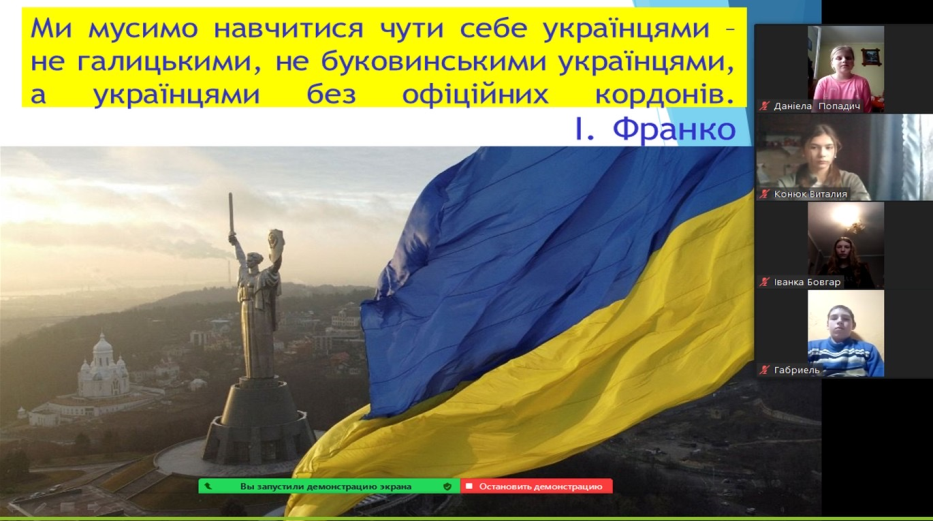 Ми мусимо навчитися чути себе українцями –
не галицькими, не буковинськими українцями,
а українцями без офіційних кордонів.
І. Франко
Даніела Попадич
Конюк Виталия
Іванка Бовгар
Габриель
Вы запустили демонстрацию экрана
Остановить демонстрацию